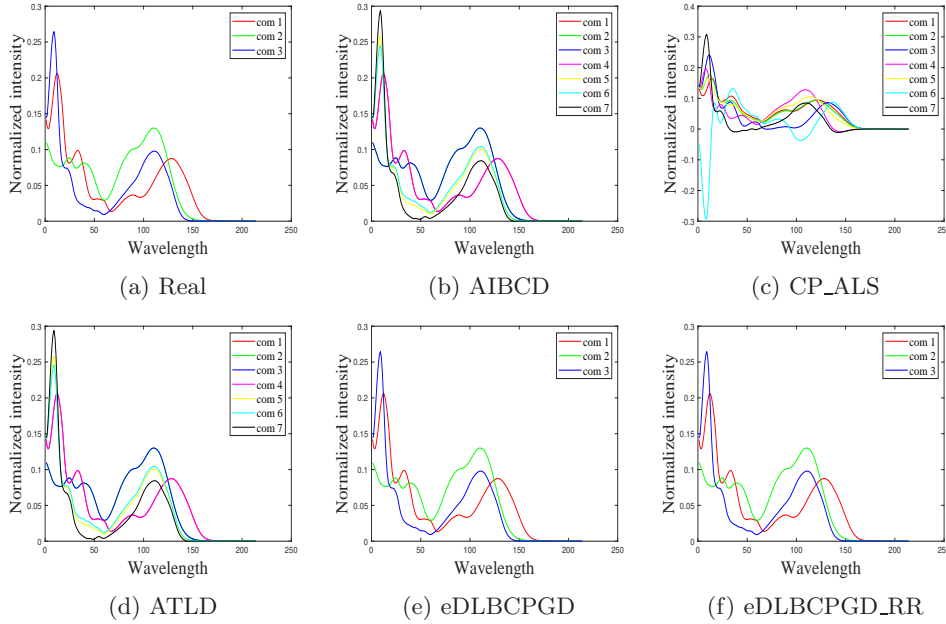 0.3
0.25
0.2
0.15
0.1
0.05
0
0 50 100 150 200 250
Normalized intensity
Wavelength
com 1
com 2
com 3
(a) Real
0.3
0.25
0.2
0.15
0.1
0.05
0
0 50 100 150 200 250
Normalized intensity
Wavelength
com 1
com 2
com 3
com 4
com 5
com 6
com 7
(b) AIBCD
0.4
0.3
0.2
0.1
0
-0.1
-0.2
-0.3
0 50 100 150 200 250
Normalized intensity
Wavelength
com 1
com 2
com 3
com 4
com 5
com 6
com 7
(c) CP_ALS
0.3
0.25
0.2
0.15
0.1
0.05
0
0 50 100 150 200 250
Normalized intensity
Wavelength
com 1
com 2
com 3
com 4
com 5
com 6
com 7
(d) ATLD
0.3
0.25
0.2
0.15
0.1
0.05
0
0 50 100 150 200 250
Normalized intensity
Wavelength
com 1
com 2
com 3
(e) eDLBCPGD
0.3
0.25
0.2
0.15
0.1
0.05
0
0 50 100 150 200 250
Normalized intensity
Wavelength
com 1
com 2
com 3
(f) eDLBCPGD_RR